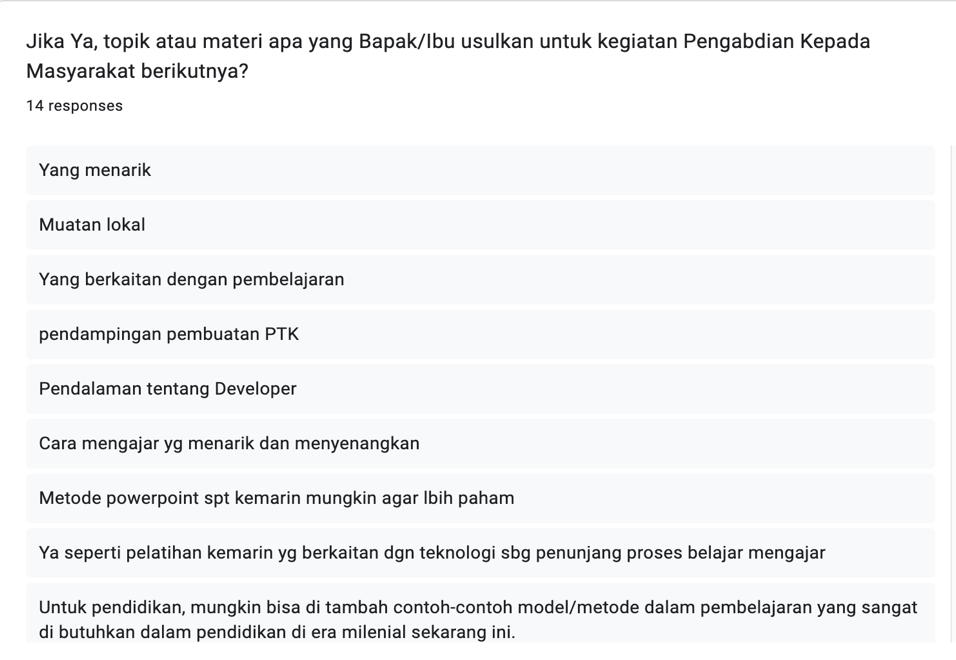 Jika Ya, topik atau materi apa yang Bapak/Ibu usulkan untuk kegiatan Pengabdian Kepada
Masyarakat berikutnya?
14 responses
Yang menarik
Muatan lokal
Yang berkaitan dengan pembelajaran
pendampingan pembuatan PTK
Pendalaman tentang Developer
Cara mengajar yg menarik dan menyenangkan
Metode powerpoint spt kemarin mungkin agar lbih paham
Ya seperti pelatihan kemarin yg berkaitan dgn teknologi sbg penunjang proses belajar mengajar
Untuk pendidikan, mungkin bisa di tambah contoh-contoh model/metode dalam pembelajaran yang sangat
di butuhkan dalam pendidikan di era milenial sekarang ini.